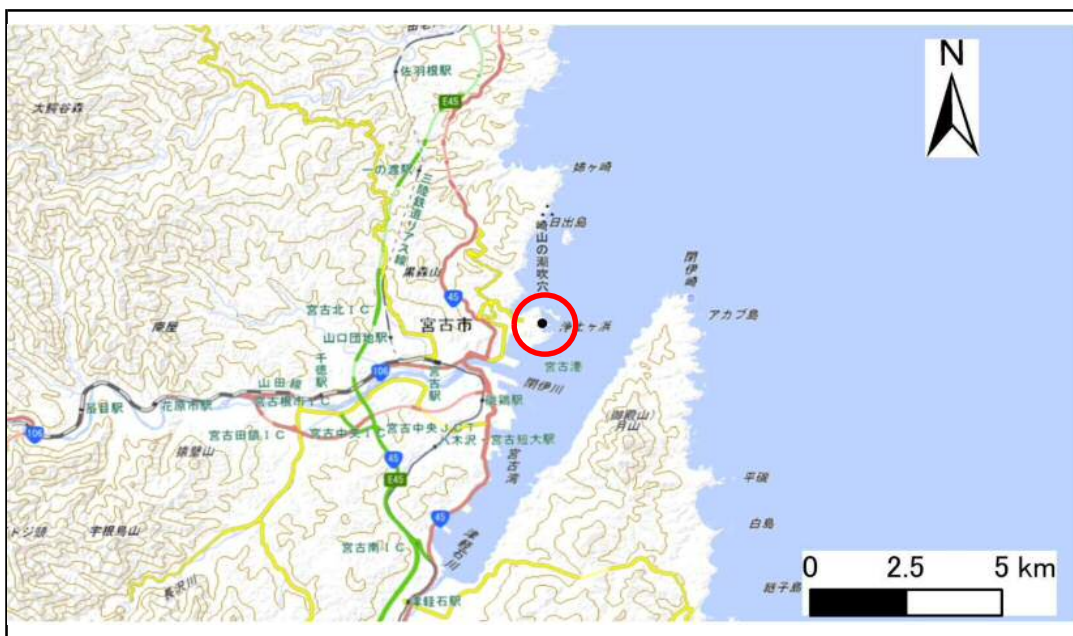 佐羽根駅
E45
大峠谷森
N
一の渡駅
姉ヶ崎
三陸鉄道リアス線
日出島
崎山の潮吹穴
黒森山
閉伊崎
45
アカブ島
宮古北IC
宮古市
浄土ヶ浜
山口団地駅
宮古港
106
千徳駅
山田線
宮古駅
閉伊川
花原市駅
宮古根市IC
磯鶏駅
106
宮古田鎖IC
宮古中央IC
宮古中央JCT
八木沢・宮古短大駅
御殿山
月山
45
宮古湾
E45
平磯
45
白島
トジ頭
宮古南IC
津軽石川
0 2.5 5 km
長沢川
津軽石駅